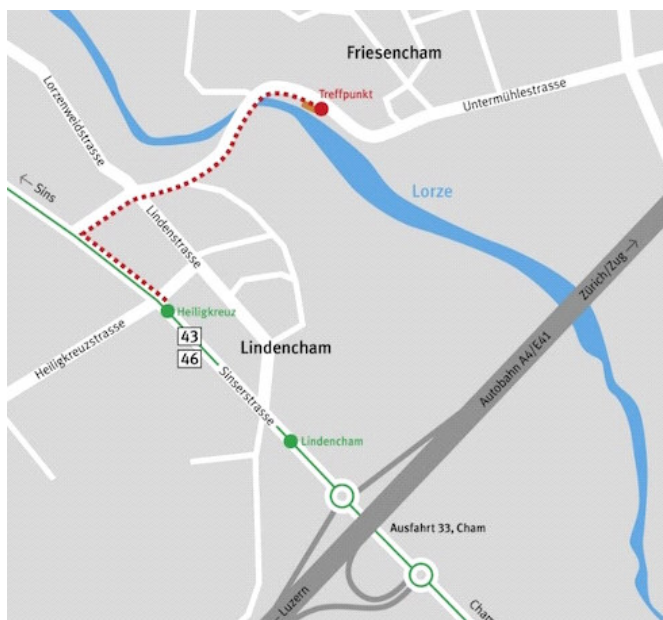 Friesencham
Treffpunkt
Untermühlestrasse
Lorzenweidstrasse
Lorze
← Sins
Lindenstrasse
Zürich/Zug →
Heiligkreuz
43
46
Heiligkreuzstrasse
Lindencham
Autobahn A4/E41
Sinserstrasse
Lindencham
Ausfahrt 33, Cham
← Luzern
Cham